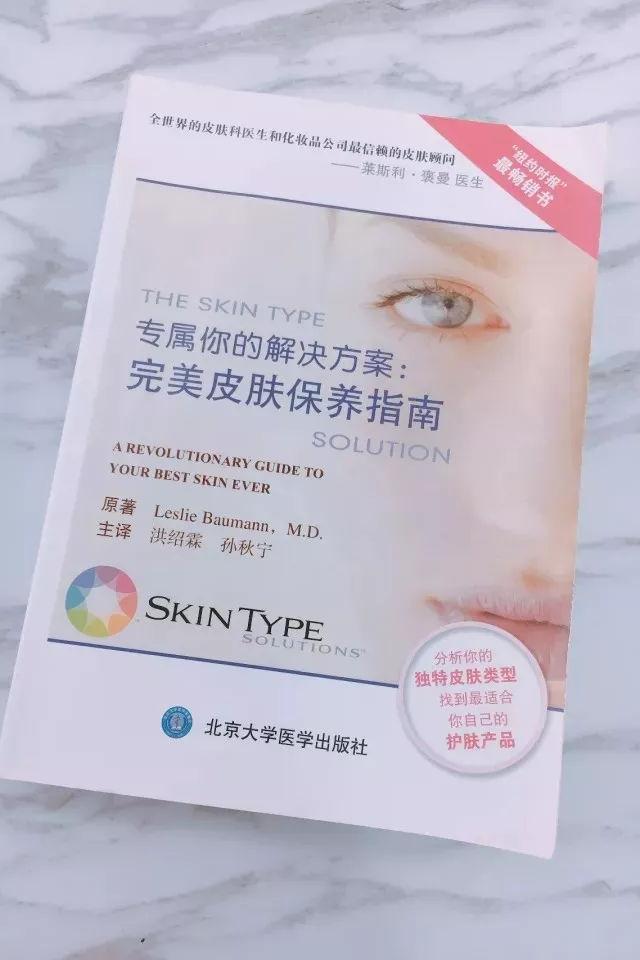 全世界的皮肤科医生和化妆品公司最信赖的皮肤顾问
——莱斯利·褒曼 医生
“纽约时报”
最畅销书
THE SKIN TYPE
专属你的解决方案：
完美皮肤保养指南
SOLUTION
A REVOLUTIONARY GUIDE TO
YOUR BEST SKIN EVER
原著 Leslie Baumann, M.D.
主译 洪绍霖 孙秋宁
SKIN TYPE
SOLUTIONS™
分析你的
独特皮肤类型
找到最适合
你自己的
护肤产品
北京大学医学出版社